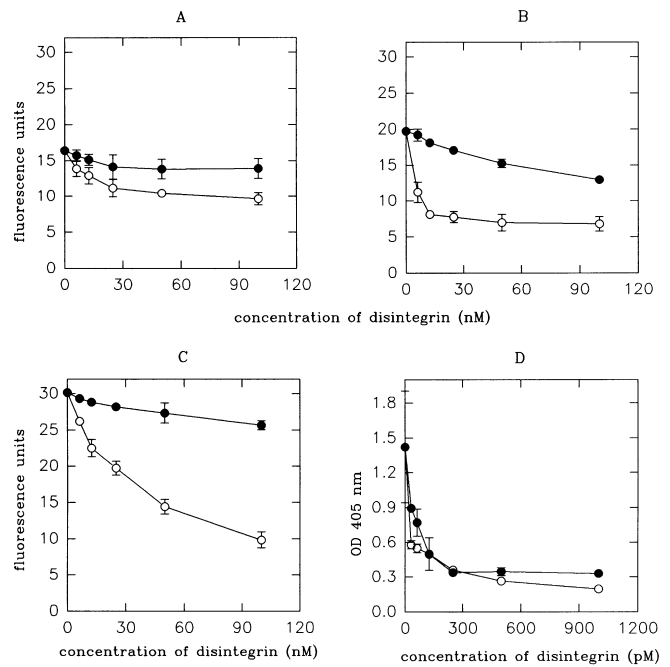 A
B
fluorescence units
30
25
20
15
10
5
0
0 30 60 90 120
30
25
20
15
10
5
0
0 30 60 90 120
concentration of disintegrin (nM)
C
D
fluorescence units
30
25
20
15
10
5
0
0 30 60 90 120
concentration of disintegrin (nM)
OD 405 nm
1.8
1.5
1.2
0.9
0.6
0.3
0.0
0 300 600 900 1200
concentration of disintegrin (pM)